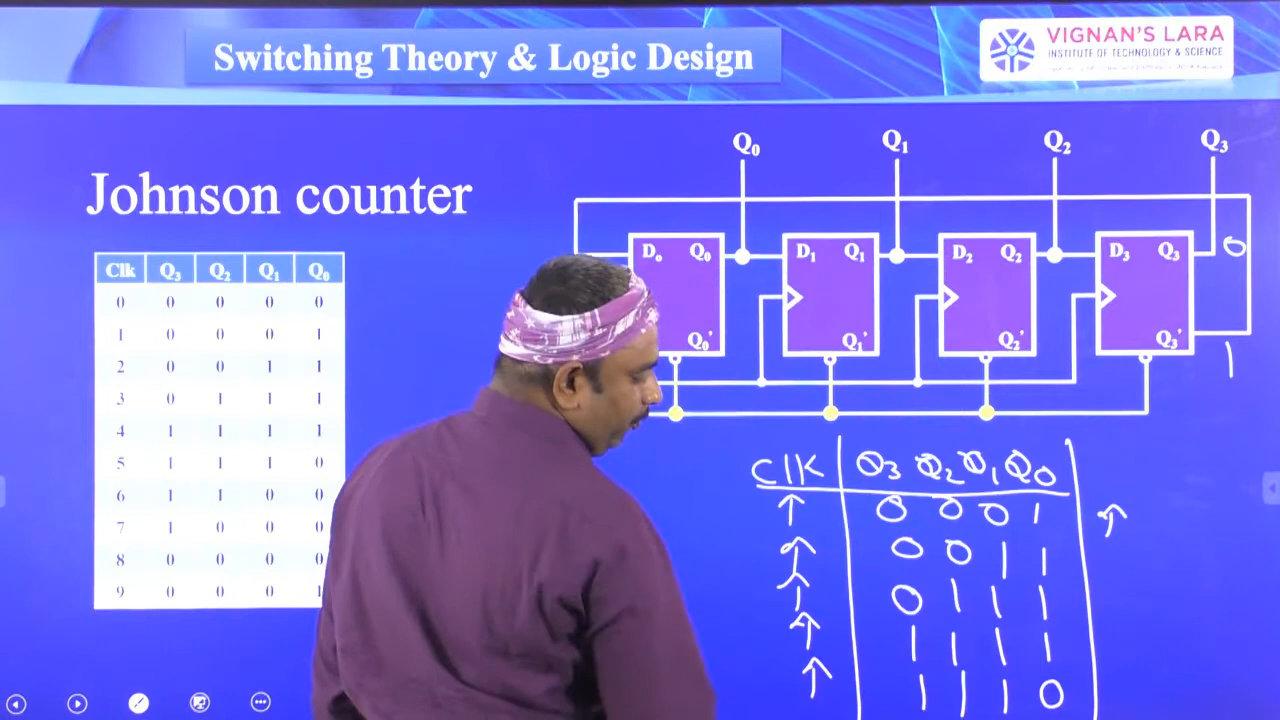 Switching Theory & Logic Design
VIGNAN'S LARA
INSTITUTE OF TECHNOLOGY & SCIENCE
Johnson counter
Q₀ Q₁ Q₂ Q₃
D₀ Q₀ D₁ Q₁ D₂ Q₂ D₃ Q₃ 0
Q₀' Q₁' Q₂' Q₃' 1
Clk Q₃ Q₂ Q₁ Q₀
0 0 0 0 0
1 0 0 0 1
2 0 0 1 1
3 0 1 1 1
4 1 1 1 1
5 1 1 1 0
6 1 1 0 0
7 1 0 0 0
8 0 0 0 0
9 0 0 0 1
Clk Q₃ Q₂ Q₁ Q₀
↑ 0 0 0 1 ↑
↑ 0 0 1 1
↑ 0 1 1 1
↑ 1 1 1 1
↑ 1 1 1 0